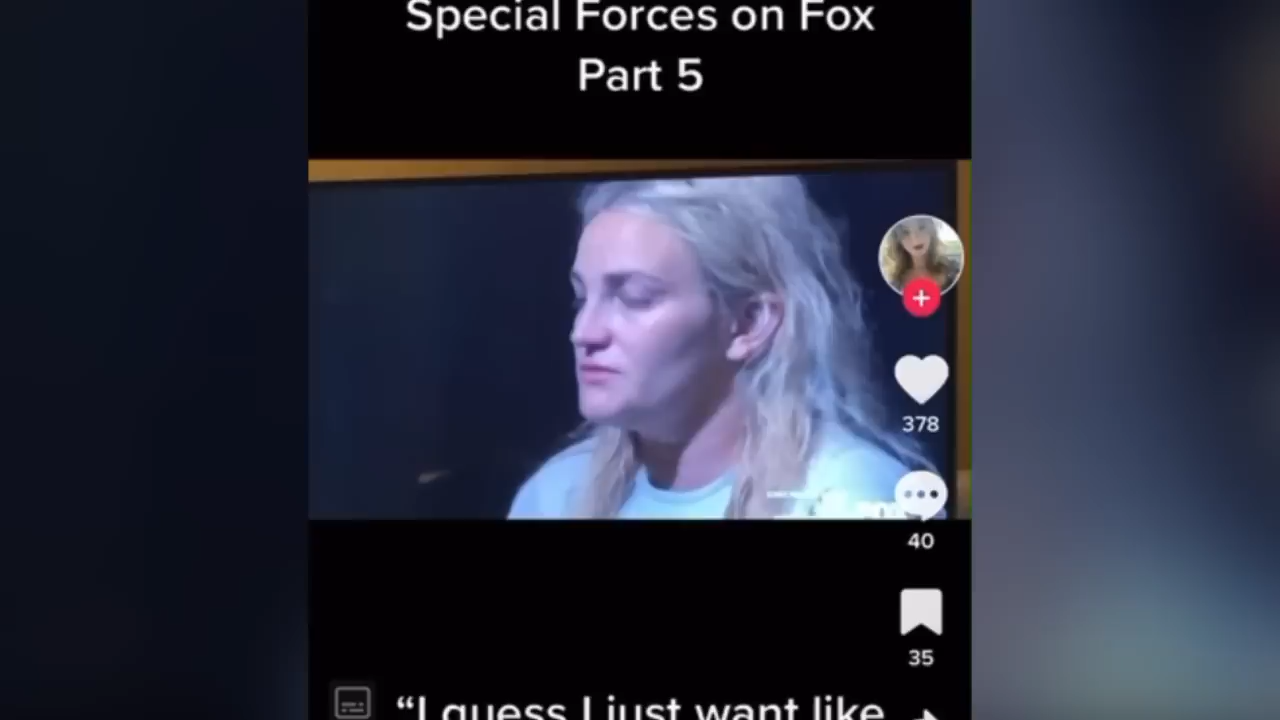 Special Forces on Fox
Part 5
378
40
35
“I guess I just want like